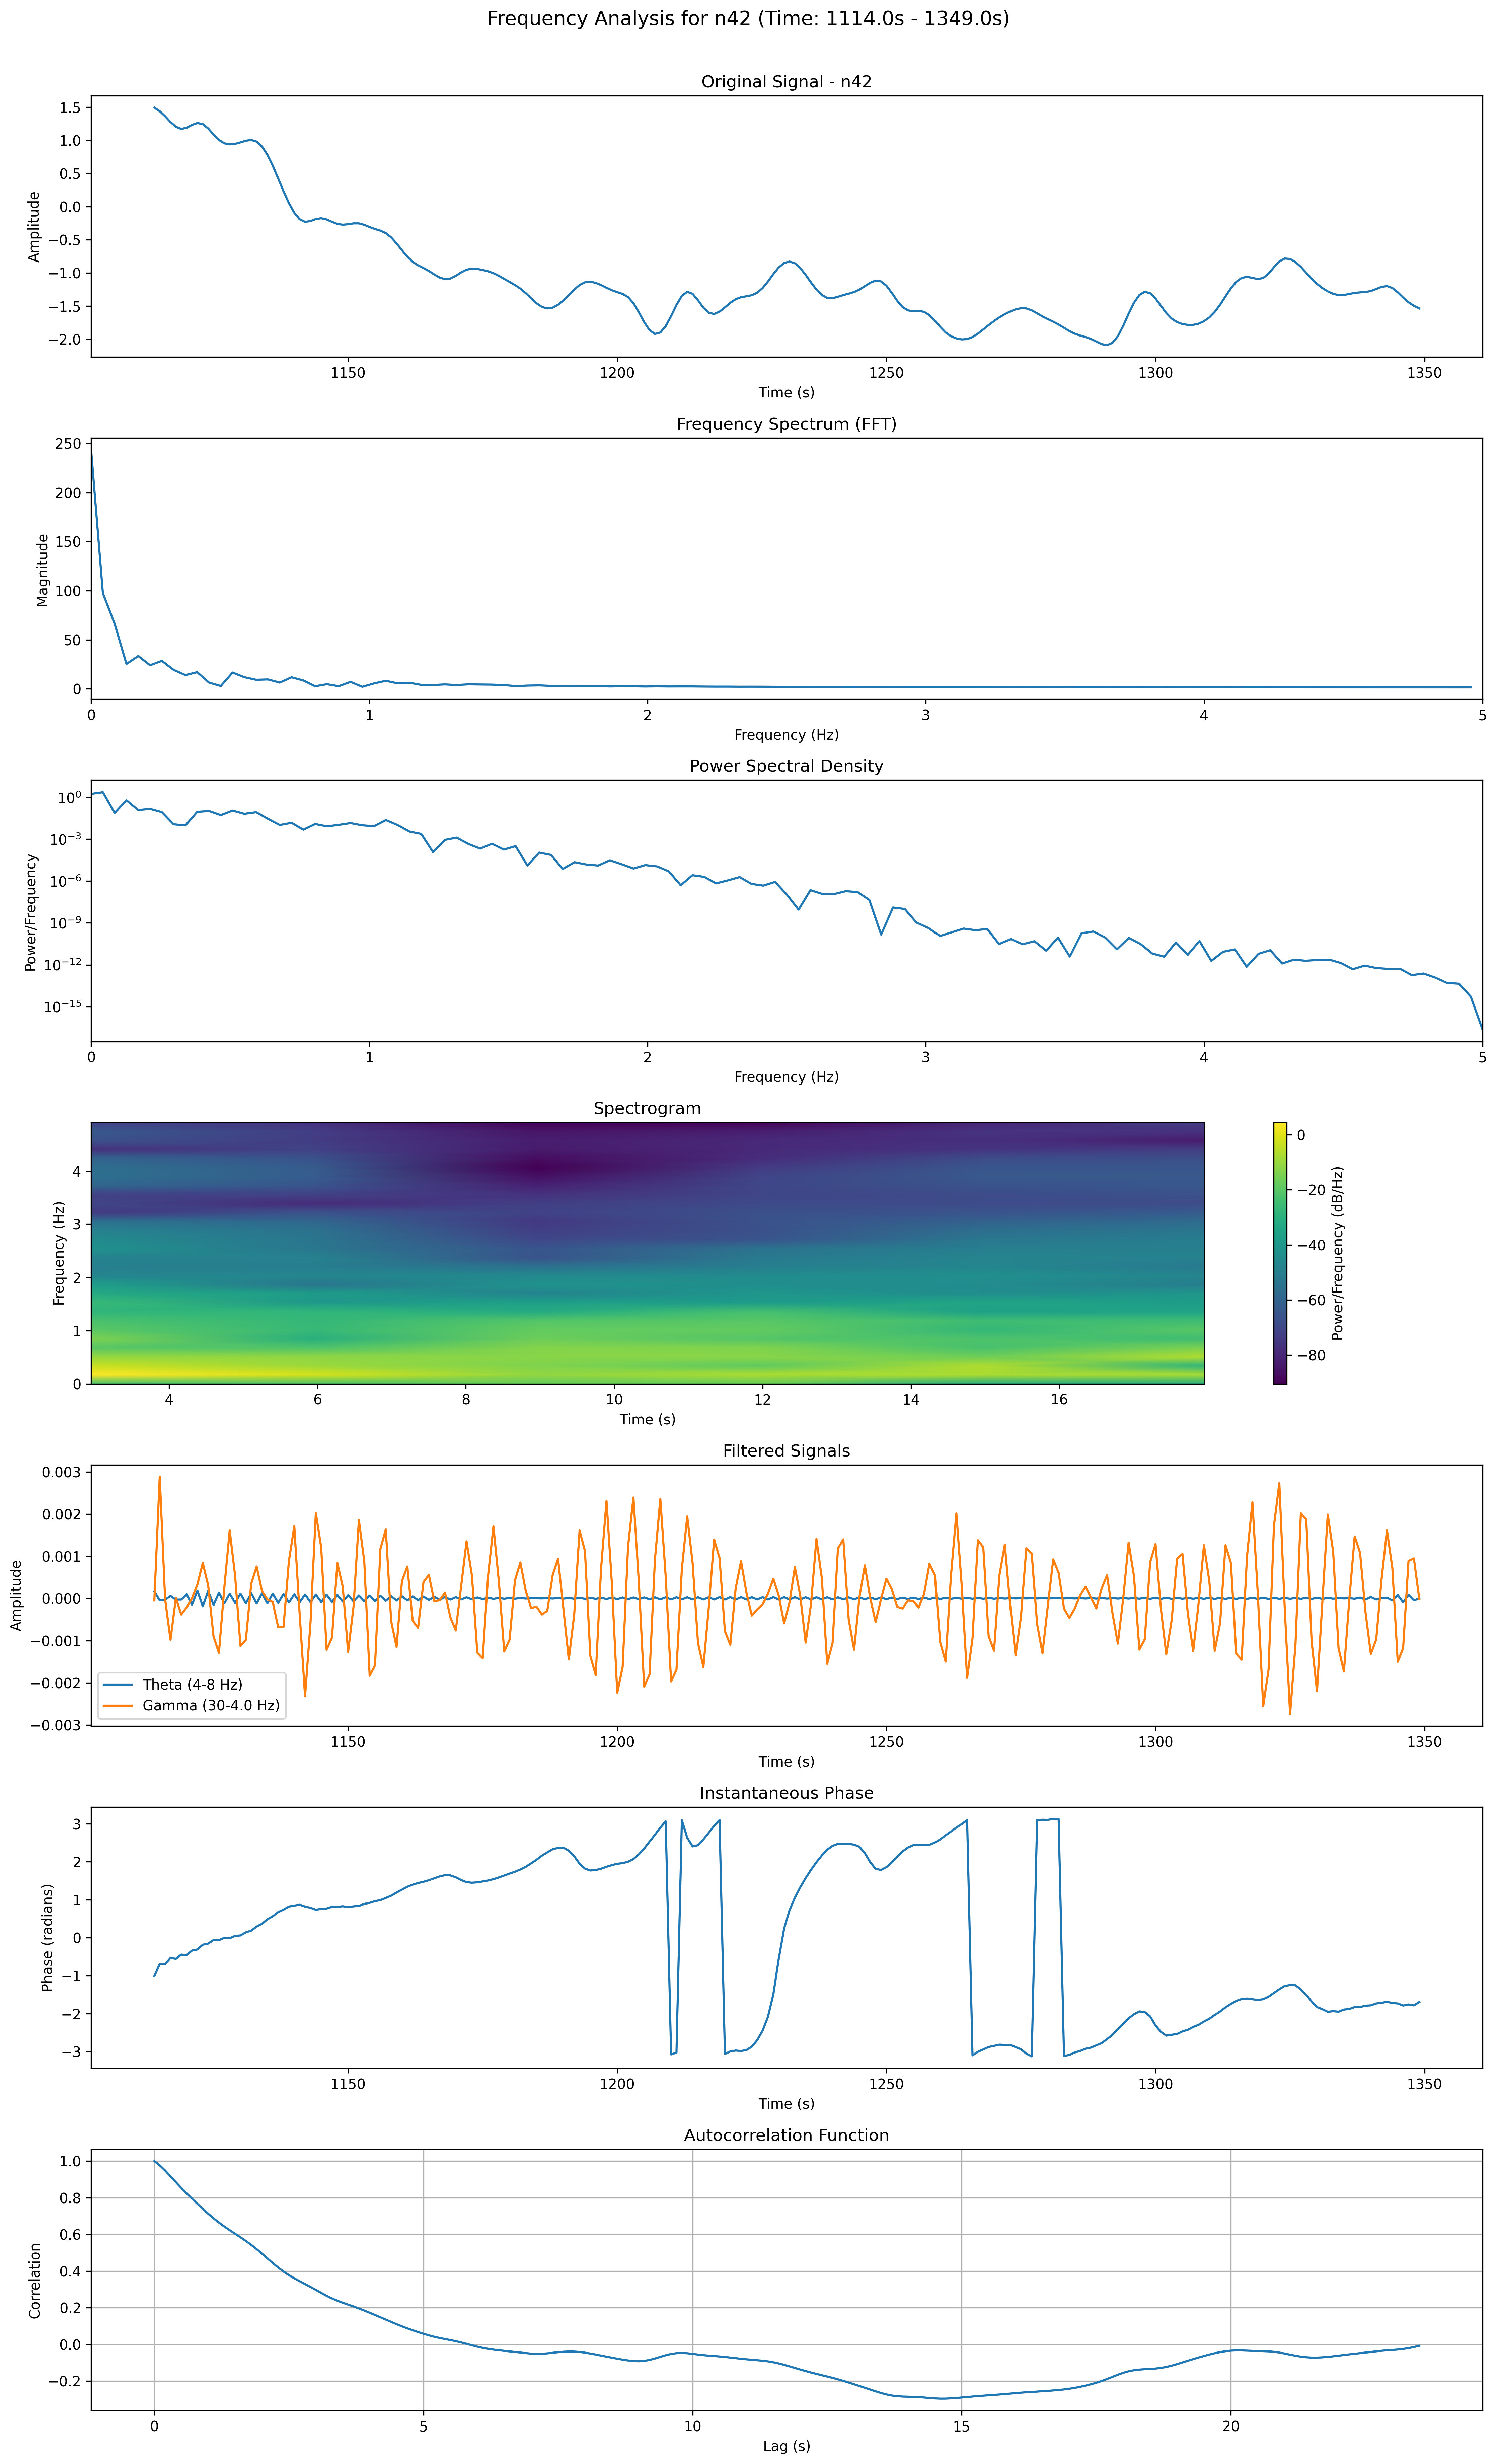 Frequency Analysis for n42 (Time: 1114.0s - 1349.0s)
Original Signal - n42
Amplitude
1.5
1.0
0.5
0.0
−0.5
−1.0
−1.5
−2.0
1150 1200 1250 1300 1350
Time (s)
Frequency Spectrum (FFT)
Magnitude
250
200
150
100
50
0
0 1 2 3 4 5
Frequency (Hz)
Power Spectral Density
Power/Frequency
10⁰
10⁻³
10⁻⁶
10⁻⁹
10⁻¹²
10⁻¹⁵
0 1 2 3 4 5
Frequency (Hz)
Spectrogram
Frequency (Hz)
4
3
2
1
0
4 6 8 10 12 14 16
Time (s)
0
−20
−40
−60
−80
Power/Frequency (dB/Hz)
Filtered Signals
Amplitude
0.003
0.002
0.001
0.000
−0.001
−0.002
−0.003
Theta (4-8 Hz)
Gamma (30-4.0 Hz)
1150 1200 1250 1300 1350
Time (s)
Instantaneous Phase
Phase (radians)
3
2
1
0
−1
−2
−3
1150 1200 1250 1300 1350
Time (s)
Autocorrelation Function
Correlation
1.0
0.8
0.6
0.4
0.2
0.0
−0.2
0 5 10 15 20
Lag (s)